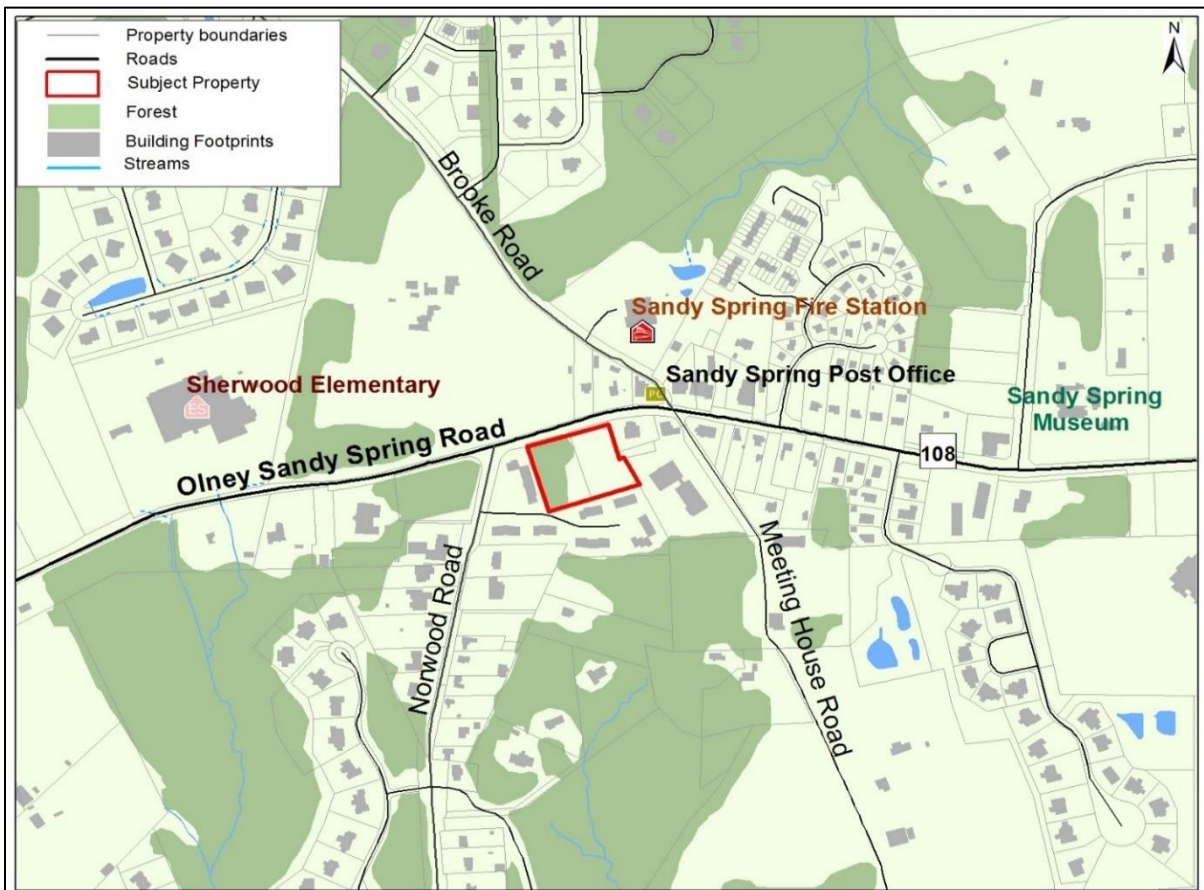 Property boundaries
Roads
Subject Property
Forest
Building Footprints
Streams
N
Brooke Road
Sandy Spring Fire Station
Sherwood Elementary
ES
Sandy Spring Post Office
PO
Sandy Spring
Museum
Olney Sandy Spring Road
108
Norwood Road
Meeting House Road